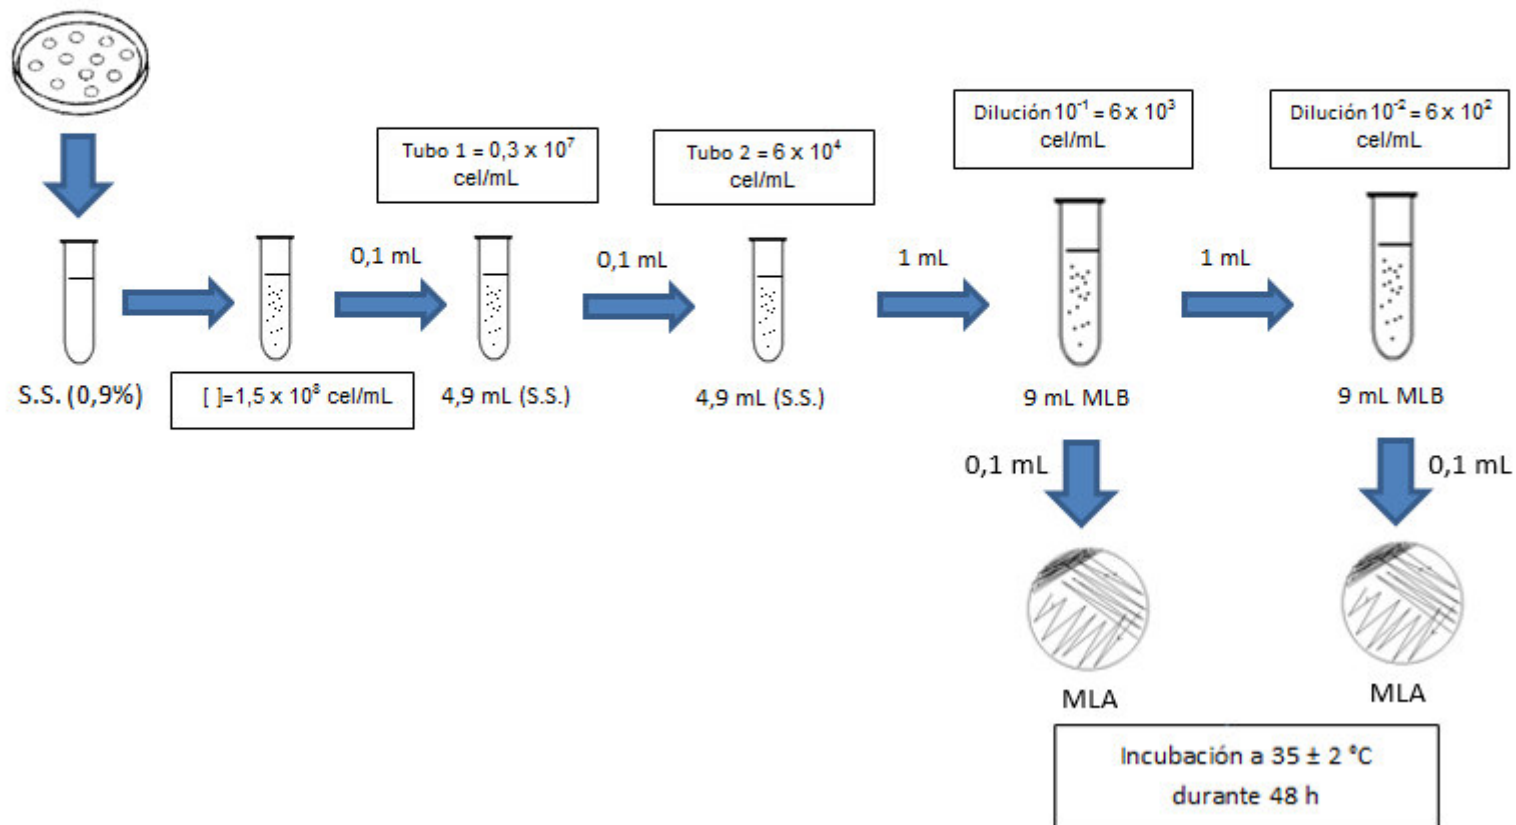 Dilución 10⁻¹ = 6 x 10³
cel/mL
Dilución 10⁻² = 6 x 10²
cel/mL
Tubo 1 = 0,3 x 10⁷
cel/mL
Tubo 2 = 6 x 10⁴
cel/mL
0,1 mL
0,1 mL
1 mL
1 mL
S.S. (0,9%)
[ ]=1,5 x 10⁸ cel/mL
4,9 mL (S.S.)
4,9 mL (S.S.)
9 mL MLB
9 mL MLB
0,1 mL
0,1 mL
MLA
MLA
Incubación a 35 ± 2 °C
durante 48 h